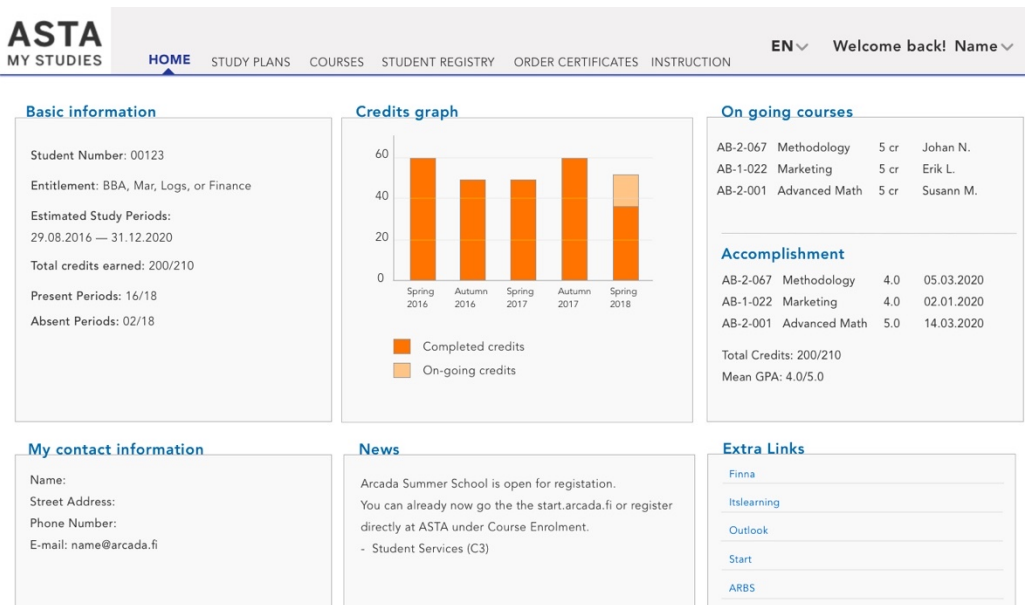 ASTA
MY STUDIES
HOME STUDY PLANS COURSES STUDENT REGISTRY ORDER CERTIFICATES INSTRUCTION
EN Welcome back! Name
Basic information
Student Number: 00123
Entitlement: BBA, Mar, Logs, or Finance
Estimated Study Periods:
29.08.2016 — 31.12.2020
Total credits earned: 200/210
Present Periods: 16/18
Absent Periods: 02/18
Credits graph
60
40
20
0
Spring 2016
Autumn 2016
Spring 2017
Autumn 2017
Spring 2018
Completed credits
On-going credits
On going courses
AB-2-067 Methodology 5 cr Johan N.
AB-1-022 Marketing 5 cr Erik L.
AB-2-001 Advanced Math 5 cr Susann M.
Accomplishment
AB-2-067 Methodology 4.0 05.03.2020
AB-1-022 Marketing 4.0 02.01.2020
AB-2-001 Advanced Math 5.0 14.03.2020
Total Credits: 200/210
Mean GPA: 4.0/5.0
My contact information
Name:
Street Address:
Phone Number:
E-mail: name@arcada.fi
News
Arcada Summer School is open for registation.
You can already now go the the start.arcada.fi or register
directly at ASTA under Course Enrolment.
- Student Services (C3)
Extra Links
Finna
Itslearning
Outlook
Start
ARBS